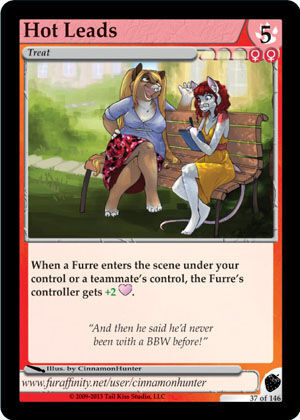 Hot Leads
5
Treat
When a Furre enters the scene under your
control or a teammate's control, the Furre's
controller gets +2 .
"And then he said he'd never
been with a BBW before!"
Illus. by CinnamonHunter
www.furaffinity.net/user/cinnamonhunter
© 2009-2013 Tail Kiss Studio, LLC
37 of 146